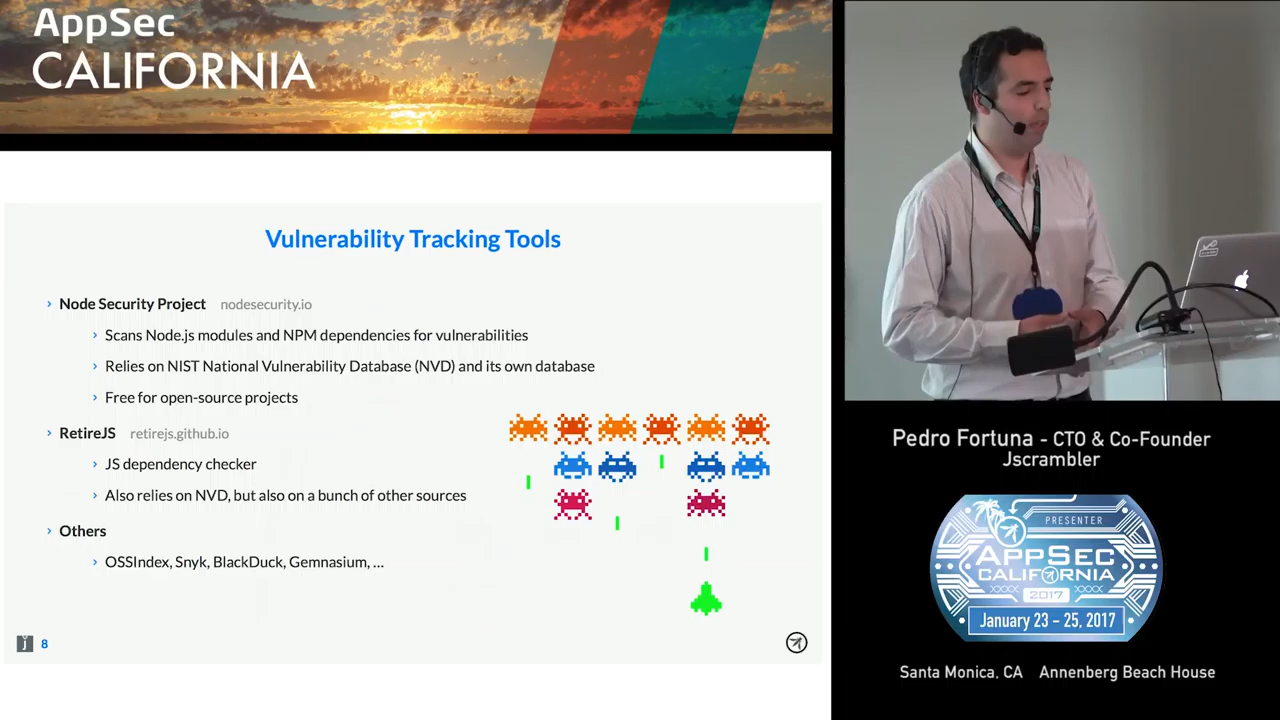 AppSec
CALIFORNIA
Vulnerability Tracking Tools
› Node Security Project nodesecurity.io
› Scans Node.js modules and NPM dependencies for vulnerabilities
› Relies on NIST National Vulnerability Database (NVD) and its own database
› Free for open-source projects
› RetireJS retirejs.github.io
› JS dependency checker
› Also relies on NVD, but also on a bunch of other sources
› Others
› OSSIndex, Snyk, BlackDuck, Gemnasium, ...
j 8
Pedro Fortuna - CTO & Co-Founder
Jscrambler
PRESENTER
APPSEC
CALIFORNIA
2017
January 23 - 25, 2017
Santa Monica, CA Annenberg Beach House